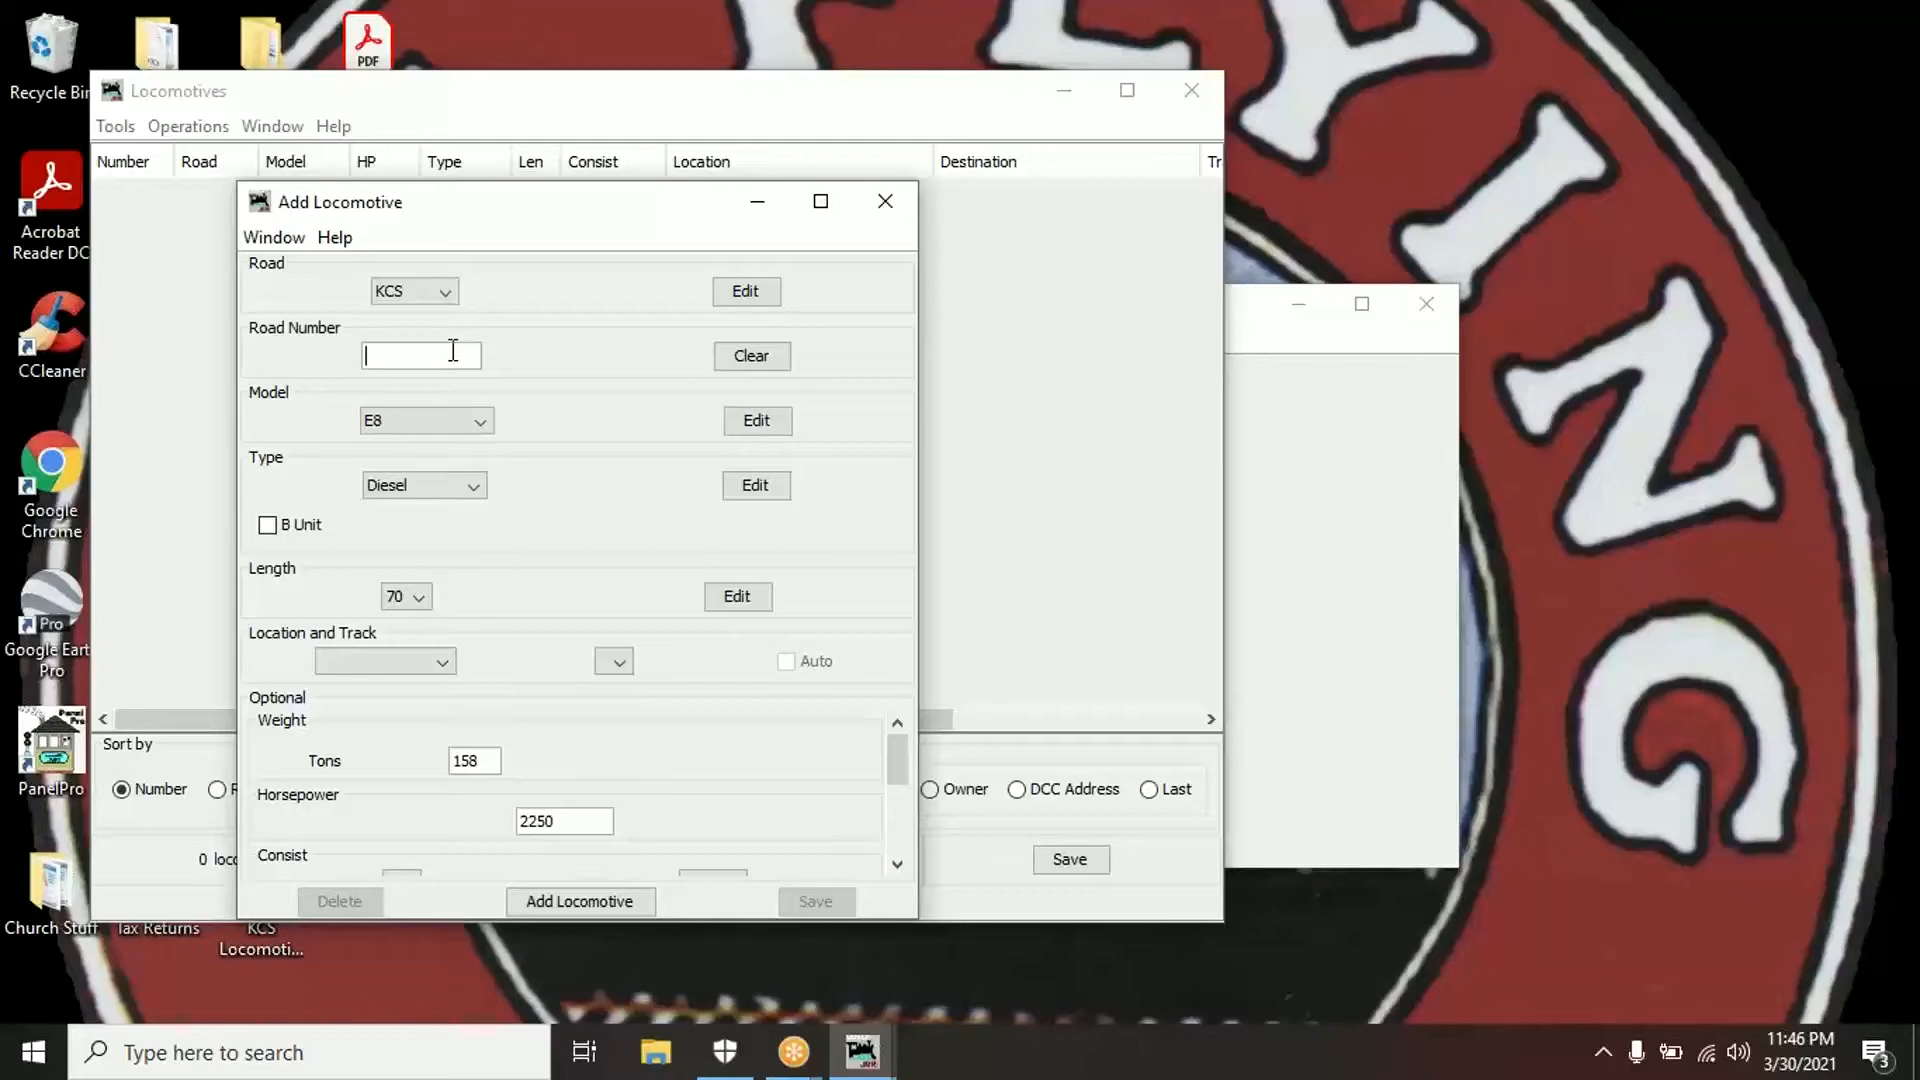 Recycle Bin
PDF
Locomotives
Tools Operations Window Help
Number Road Model HP Type Len Consist Location Destination Tr
Add Locomotive
Window Help
Road
KCS Edit
Road Number
Clear
Model
E8 Edit
Type
Diesel Edit
B Unit
Length
70 Edit
Location and Track
Auto
Optional
Weight
Tons 158
Horsepower
2250
Consist
Delete Add Locomotive Save
Sort by
Number R Owner DCC Address Last
0 loco Save
Acrobat
Reader DC
CCleaner
Google
Chrome
Pro
Google Eart
Pro
PanelPro
Church Stuff Tax Returns KCS
Locomoti...
LYING
Type here to search
11:46 PM
3/30/2021
3